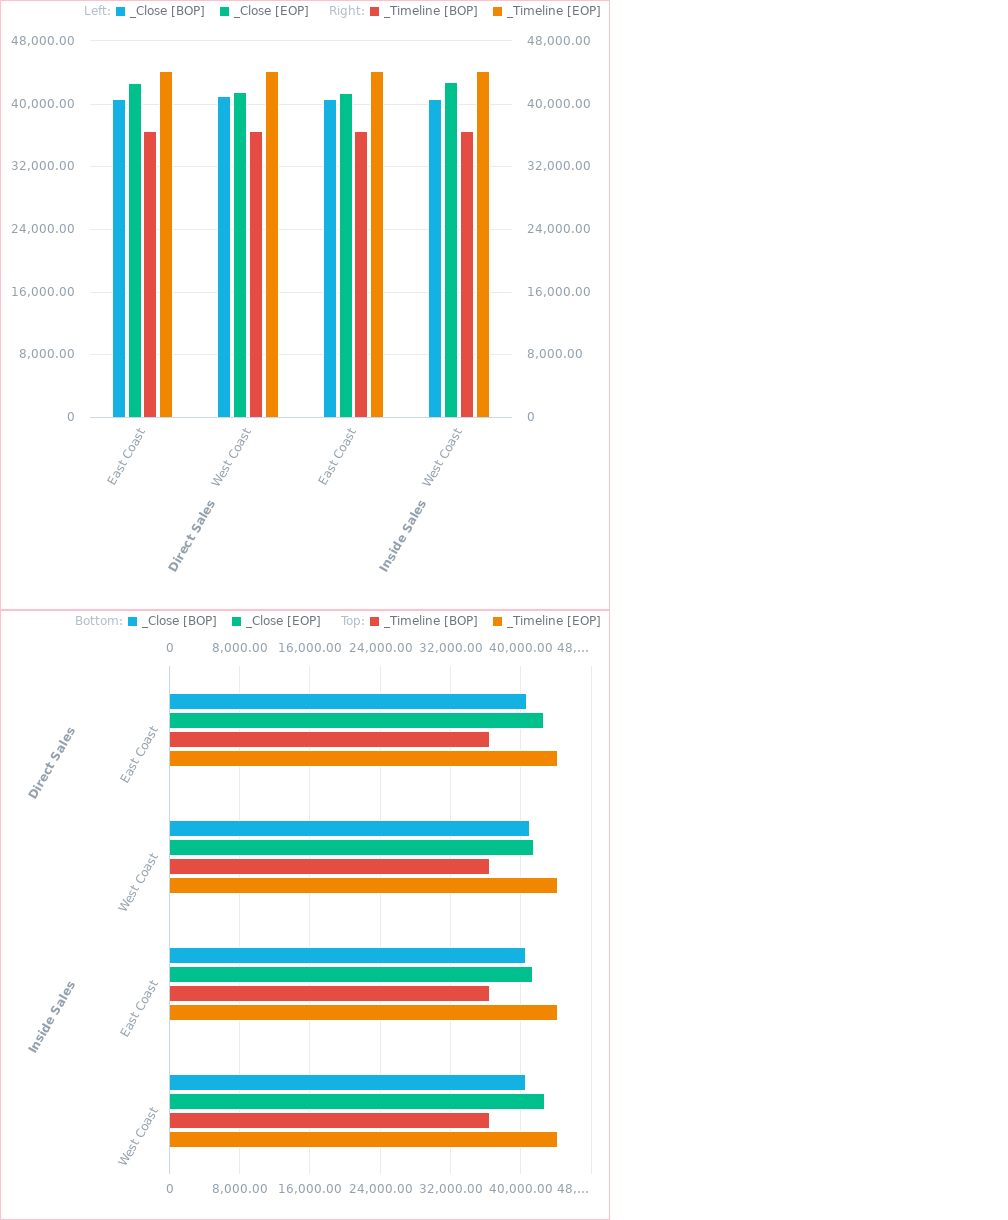 Left: _Close [BOP] _Close [EOP] Right: _Timeline [BOP] _Timeline [EOP]
48,000.00 48,000.00
40,000.00 40,000.00
32,000.00 32,000.00
24,000.00 24,000.00
16,000.00 16,000.00
8,000.00 8,000.00
0 0
East Coast West Coast East Coast West Coast
Direct Sales Inside Sales
Bottom: _Close [BOP] _Close [EOP] Top: _Timeline [BOP] _Timeline [EOP]
0 8,000.00 16,000.00 24,000.00 32,000.00 40,000.00 48,...
Direct Sales
East Coast
West Coast
Inside Sales
East Coast
West Coast
0 8,000.00 16,000.00 24,000.00 32,000.00 40,000.00 48,...